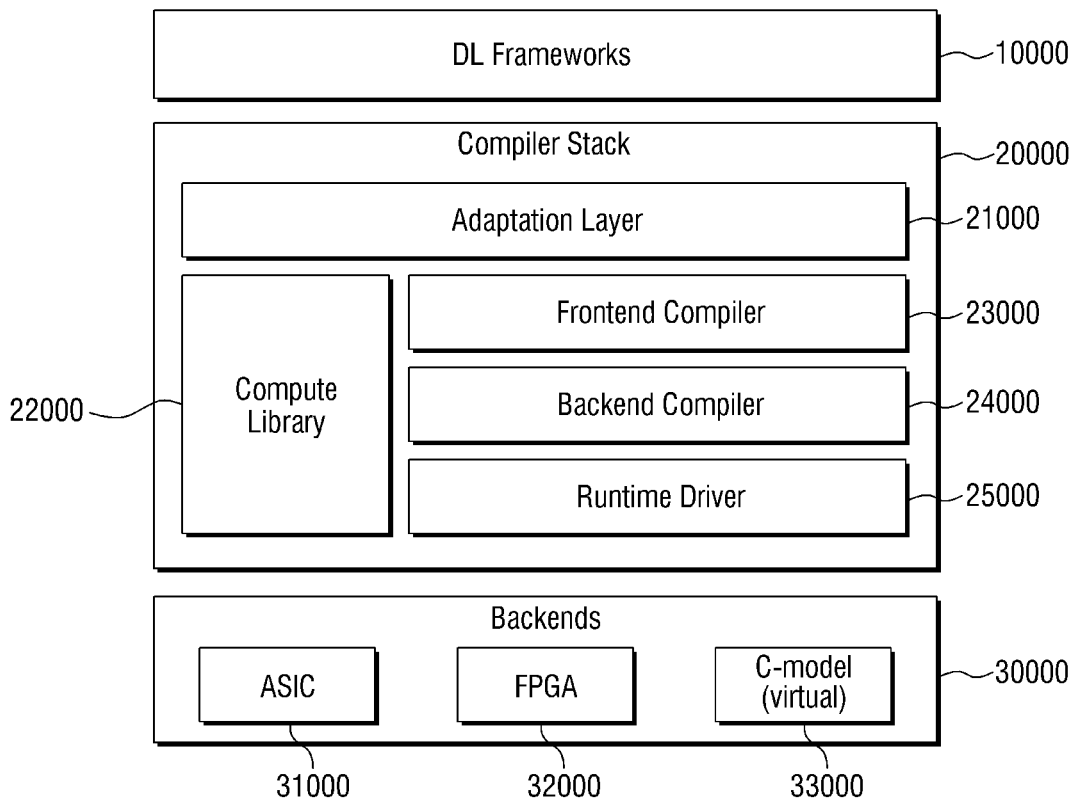 DL Frameworks
10000
Compiler Stack
20000
Adaptation Layer
21000
Frontend Compiler
23000
Compute
Library
22000
Backend Compiler
24000
Runtime Driver
25000
Backends
30000
ASIC
FPGA
C-model
(virtual)
31000
32000
33000